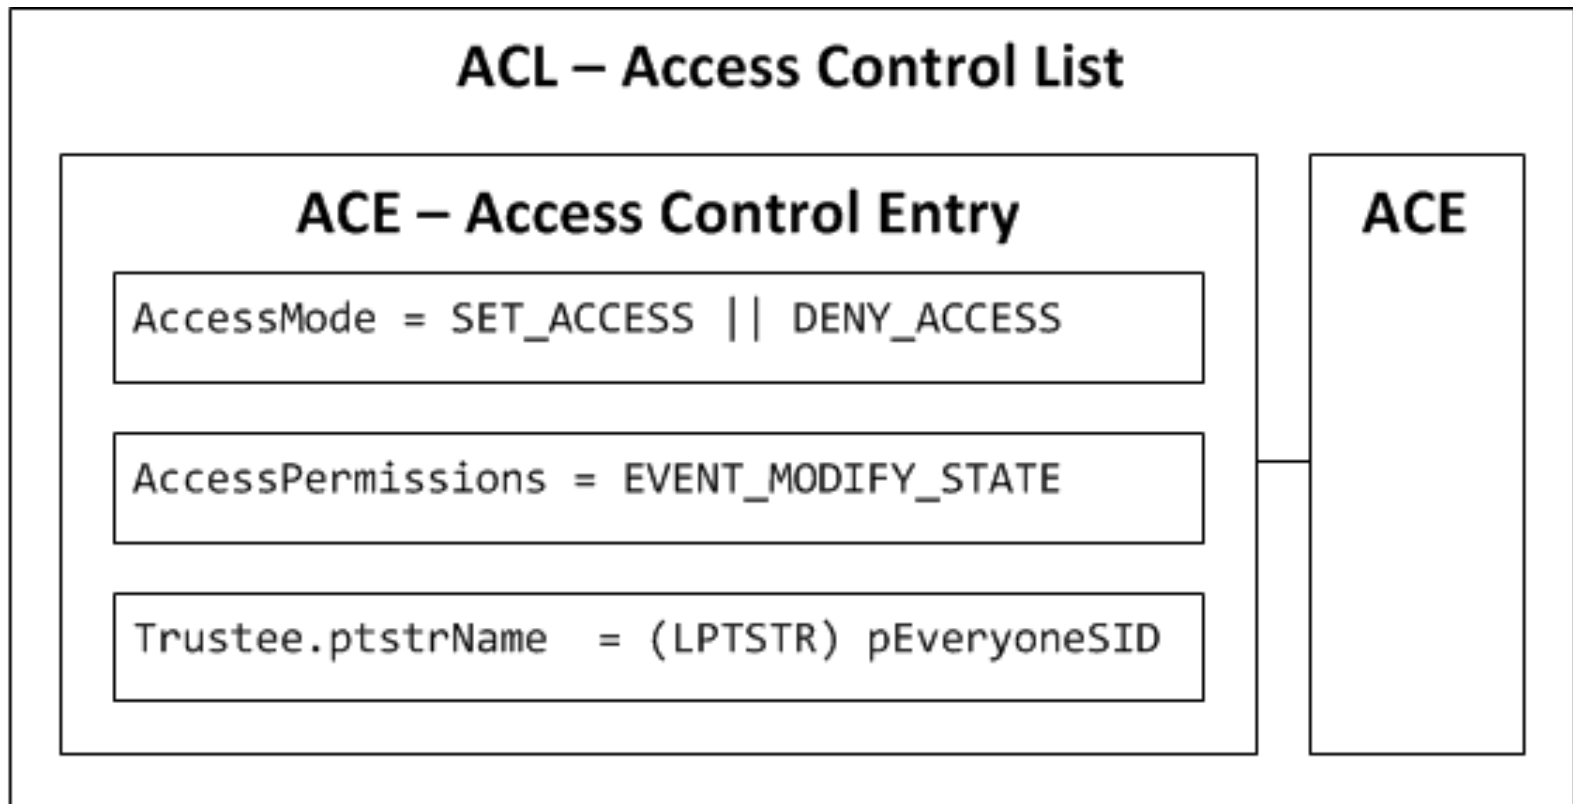 ACL – Access Control List
ACE – Access Control Entry
ACE
AccessMode = SET_ACCESS || DENY_ACCESS
AccessPermissions = EVENT_MODIFY_STATE
Trustee.ptstrName  = (LPTSTR) pEveryoneSID